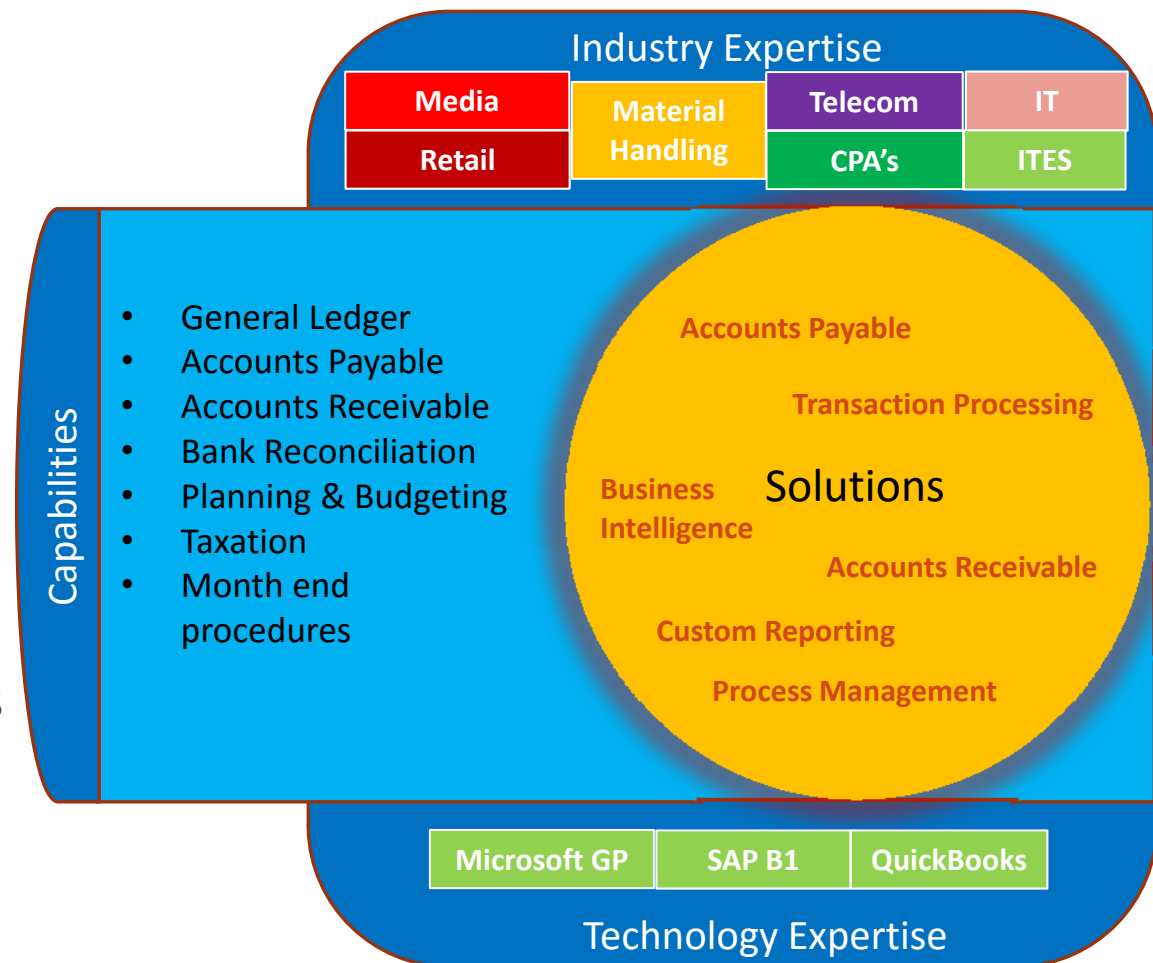 Industry Expertise
Media
Material
Handling
Telecom
IT
Retail
CPA's
ITES
Capabilities
• General Ledger
• Accounts Payable
• Accounts Receivable
• Bank Reconciliation
• Planning & Budgeting
• Taxation
• Month end
procedures
Accounts Payable
Transaction Processing
Business
Intelligence
Solutions
Accounts Receivable
Custom Reporting
Process Management
s
Microsoft GP
SAP B1
QuickBooks
Technology Expertise